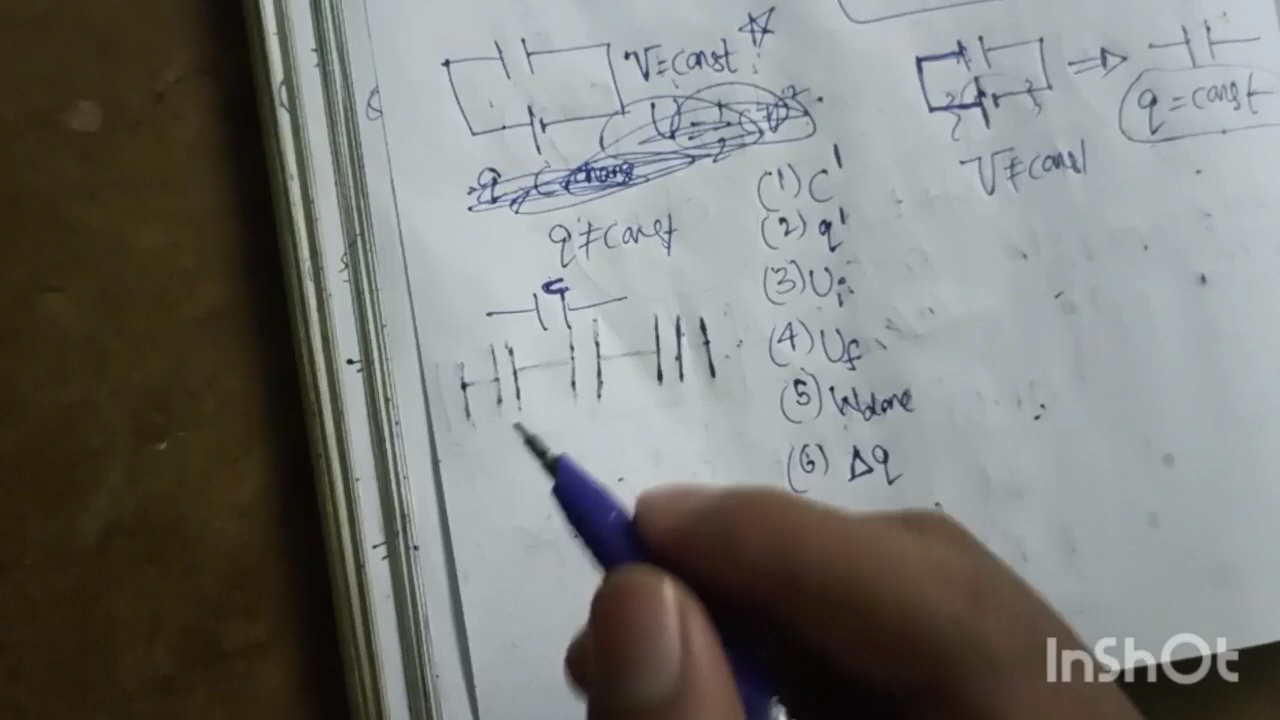 V=const
q=const
V≠const
q≠const
C
(1) C'
(2) q'
(3) Ui
(4) Uf
(5) Wdone
(6) Δq
InShOt